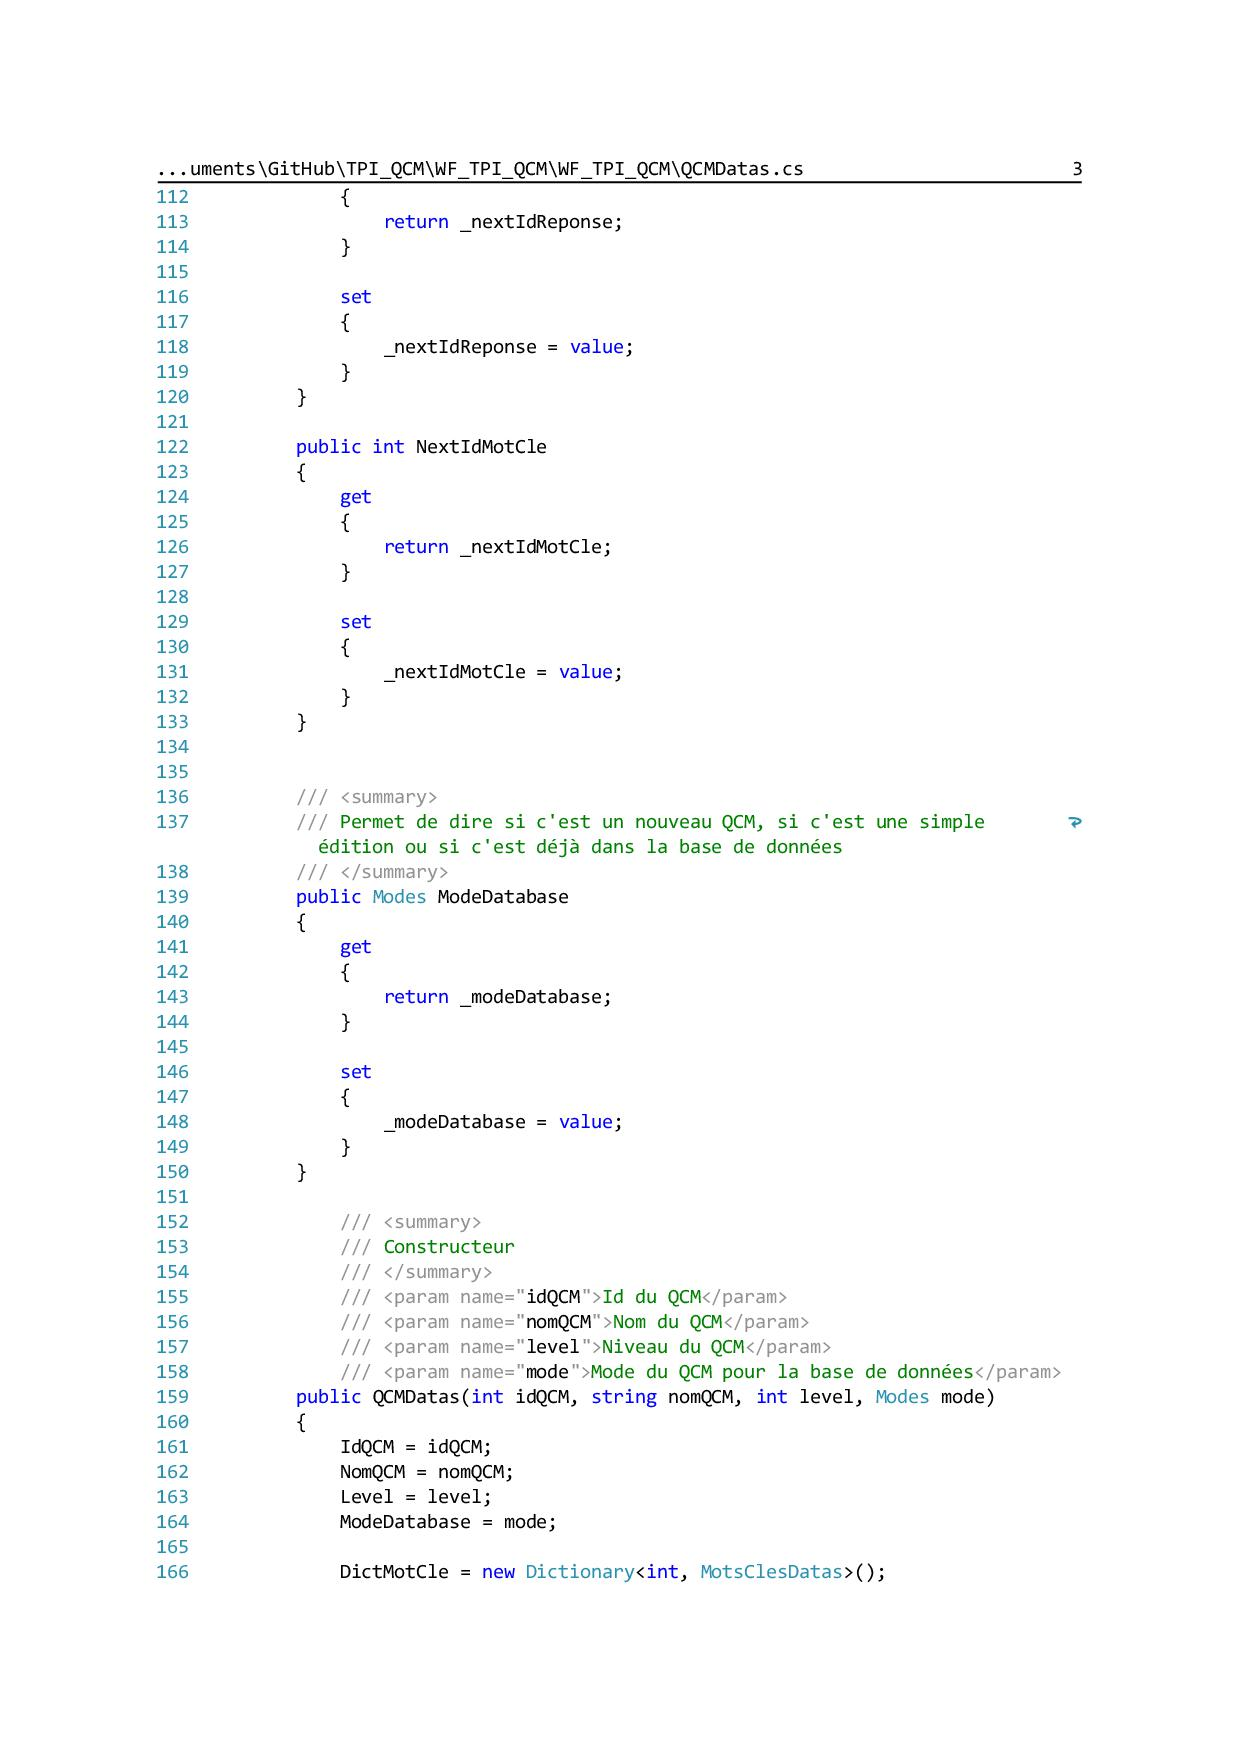 ...uments\GitHub\TPI_QCM\WF_TPI_QCM\WF_TPI_QCM\QCMDatas.cs 3
112 {
113 return _nextIdReponse;
114 }
115
116 set
117 {
118 _nextIdReponse = value;
119 }
120 }
121
122 public int NextIdMotCle
123 {
124 get
125 {
126 return _nextIdMotCle;
127 }
128
129 set
130 {
131 _nextIdMotCle = value;
132 }
133 }
134
135
136 /// <summary>
137 /// Permet de dire si c'est un nouveau QCM, si c'est une simple
édition ou si c'est déjà dans la base de données
138 /// </summary>
139 public Modes ModeDatabase
140 {
141 get
142 {
143 return _modeDatabase;
144 }
145
146 set
147 {
148 _modeDatabase = value;
149 }
150 }
151
152 /// <summary>
153 /// Constructeur
154 /// </summary>
155 /// <param name="idQCM">Id du QCM</param>
156 /// <param name="nomQCM">Nom du QCM</param>
157 /// <param name="level">Niveau du QCM</param>
158 /// <param name="mode">Mode du QCM pour la base de données</param>
159 public QCMDatas(int idQCM, string nomQCM, int level, Modes mode)
160 {
161 IdQCM = idQCM;
162 NomQCM = nomQCM;
163 Level = level;
164 ModeDatabase = mode;
165
166 DictMotCle = new Dictionary<int, MotsClesDatas>();